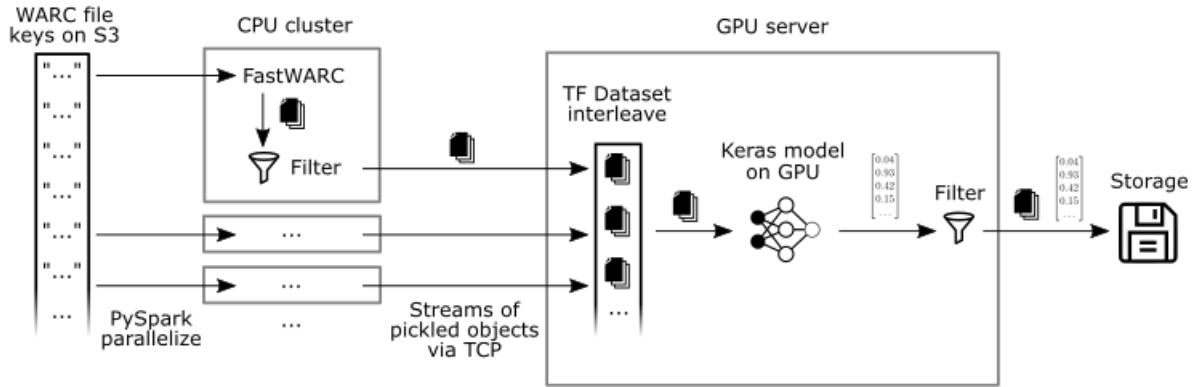 WARC file
keys on S3
"..."
"..."
"..."
"..."
"..."
"..."
...
PySpark
parallelize
CPU cluster
FastWARC
Filter
...
...
...
Streams of
pickled objects
via TCP
GPU server
TF Dataset
interleave
...
Keras model
on GPU
0.04
0.93
0.42
0.15
...
Filter
0.04
0.93
0.42
0.15
...
Storage